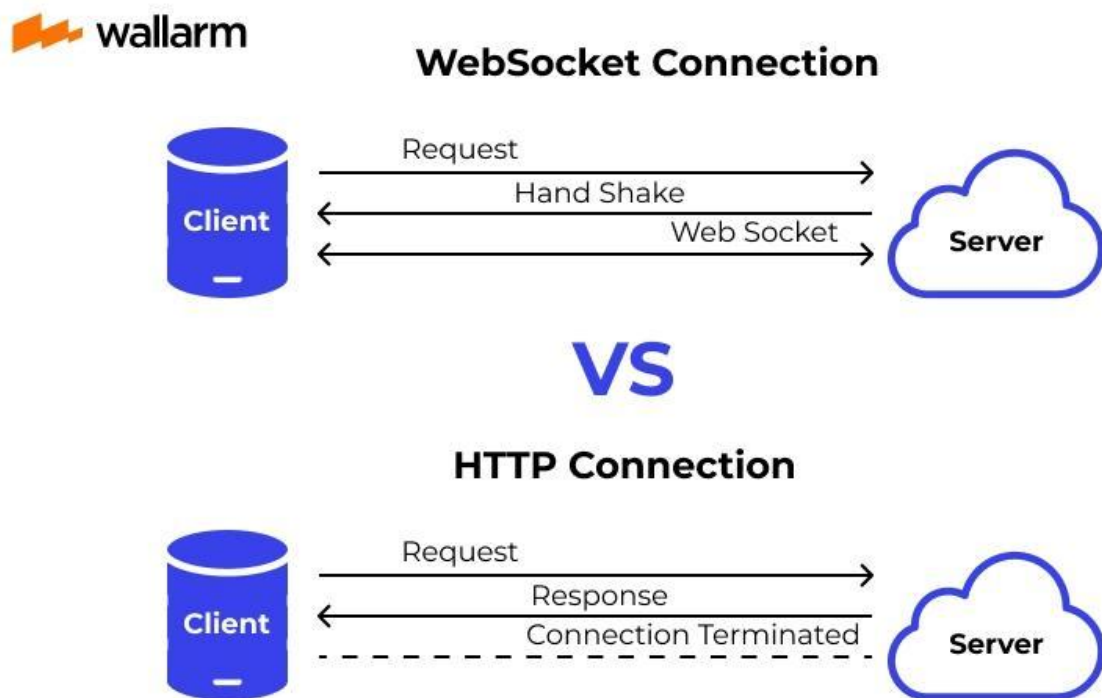 wallarm
WebSocket Connection
Request
Hand Shake
Web Socket
Client
Server
VS
HTTP Connection
Request
Response
Connection Terminated
Client
Server